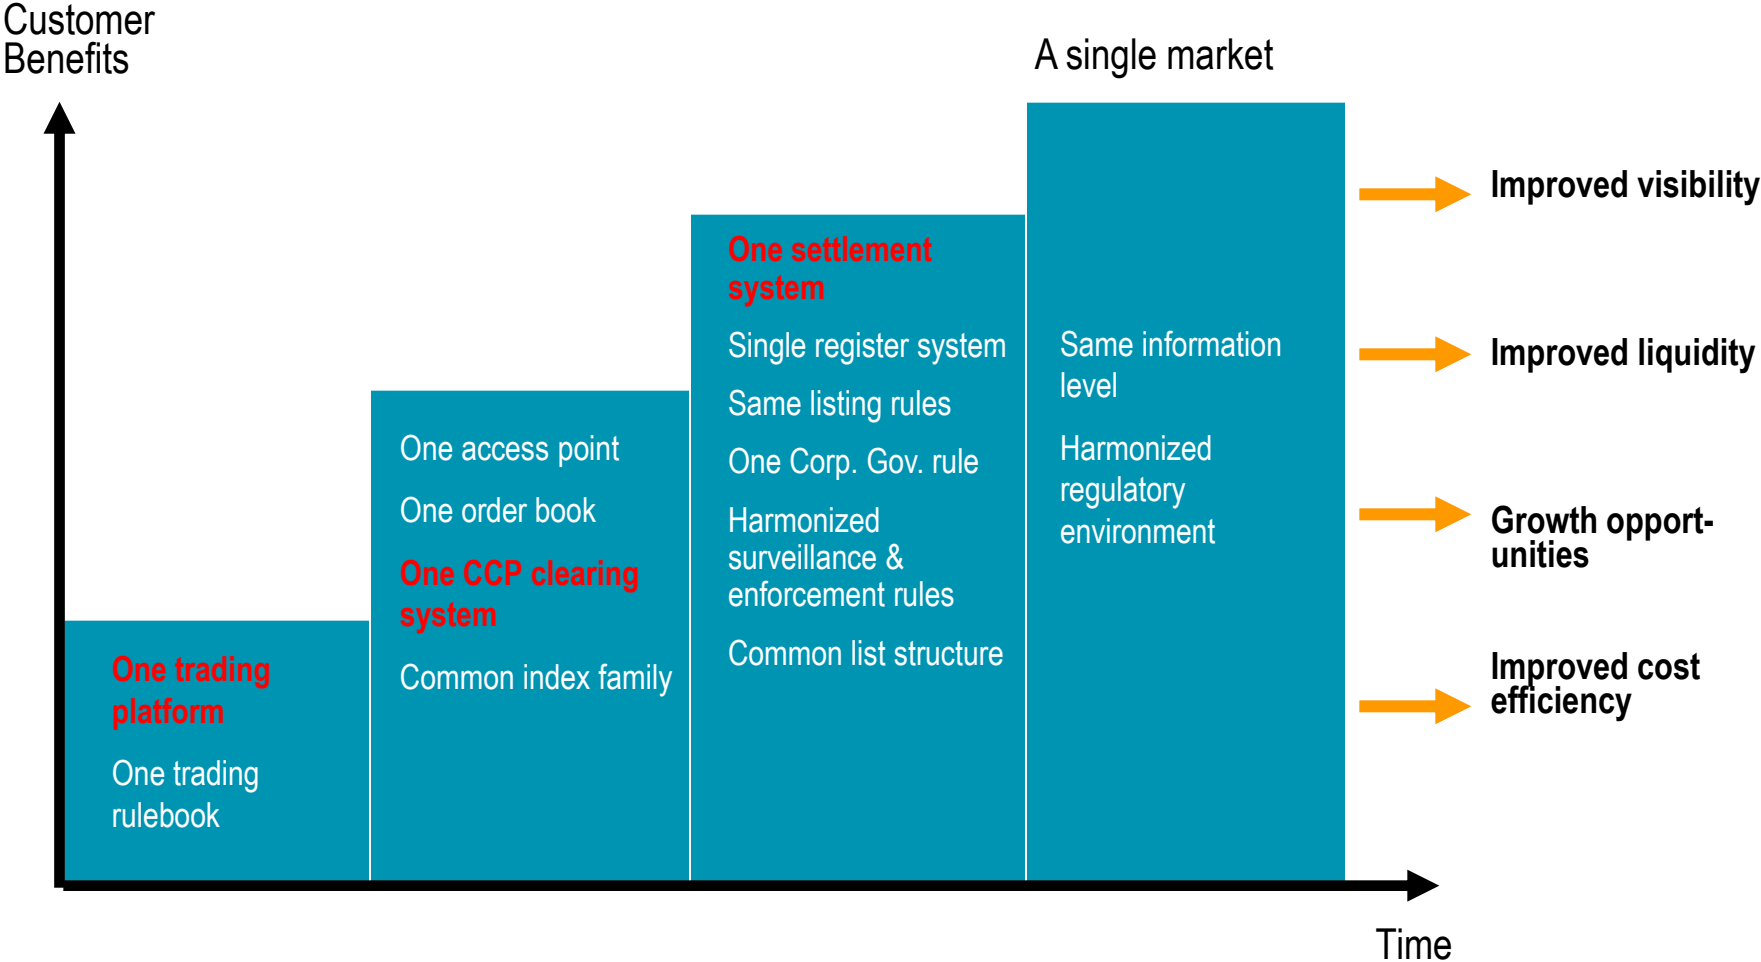 Customer
Benefits
A single market
One trading
platform
One trading
rulebook
One access point
One order book
One CCP clearing
system
Common index family
One settlement
system
Single register system
Same listing rules
One Corp. Gov. rule
Harmonized
surveillance &
enforcement rules
Common list structure
Same information
level
Harmonized
regulatory
environment
Improved visibility
Improved liquidity
Growth opport-
unities
Improved cost
efficiency
Time